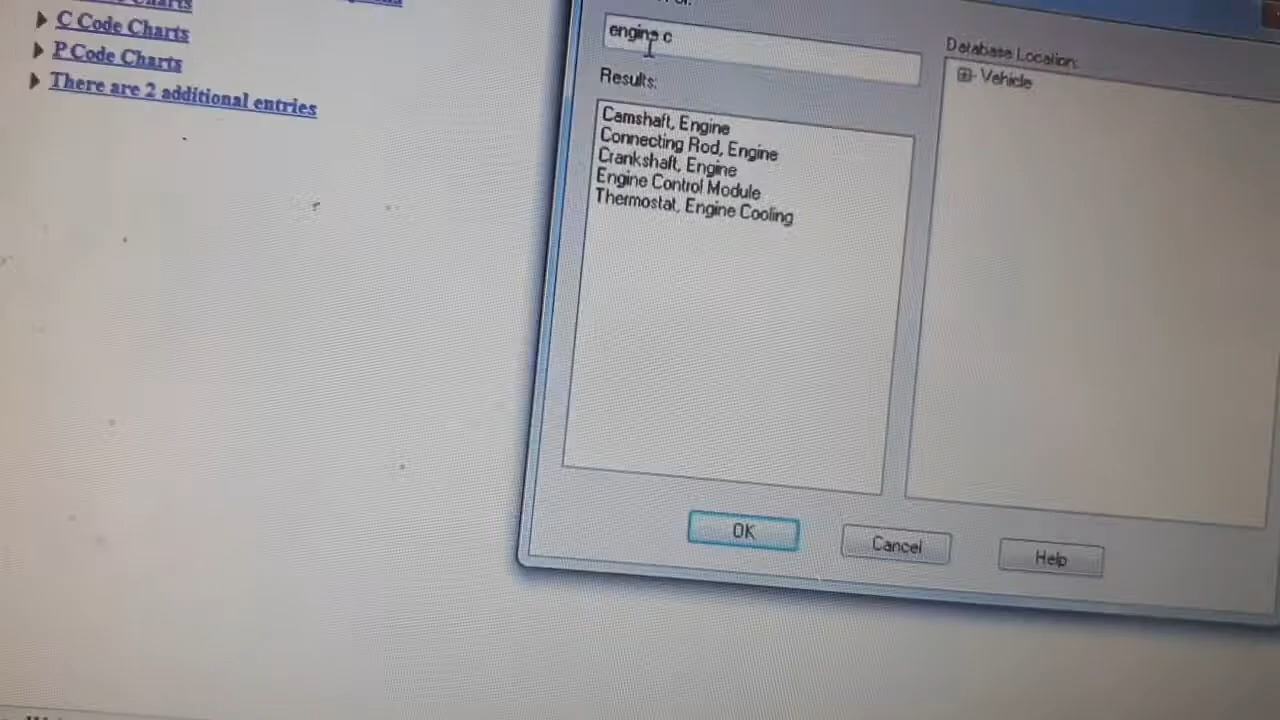 Charts
C Code Charts
P Code Charts
There are 2 additional entries
engine c
Results:
Camshaft, Engine
Connecting Rod, Engine
Crankshaft, Engine
Engine Control Module
Thermostat, Engine Cooling
Database Location:
Vehicle
OK
Cancel
Help